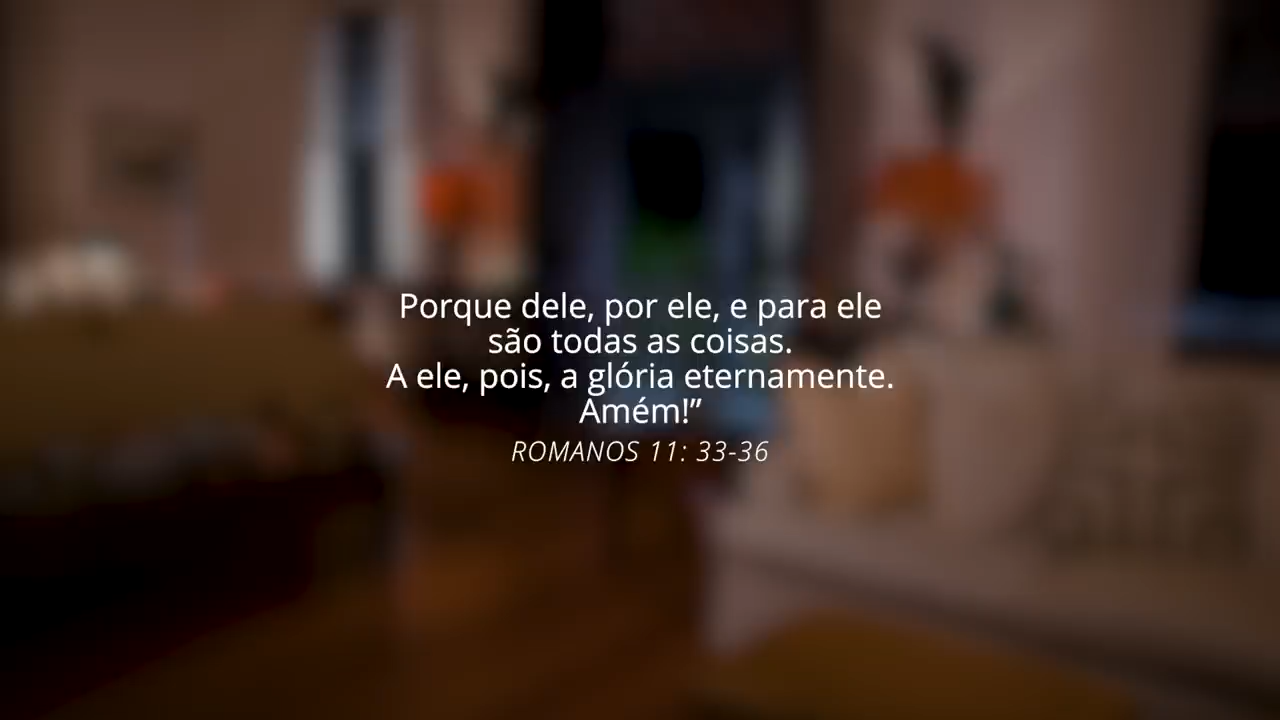 Porque dele, por ele, e para ele
são todas as coisas.
A ele, pois, a glória eternamente.
Amém!”
ROMANOS 11: 33-36